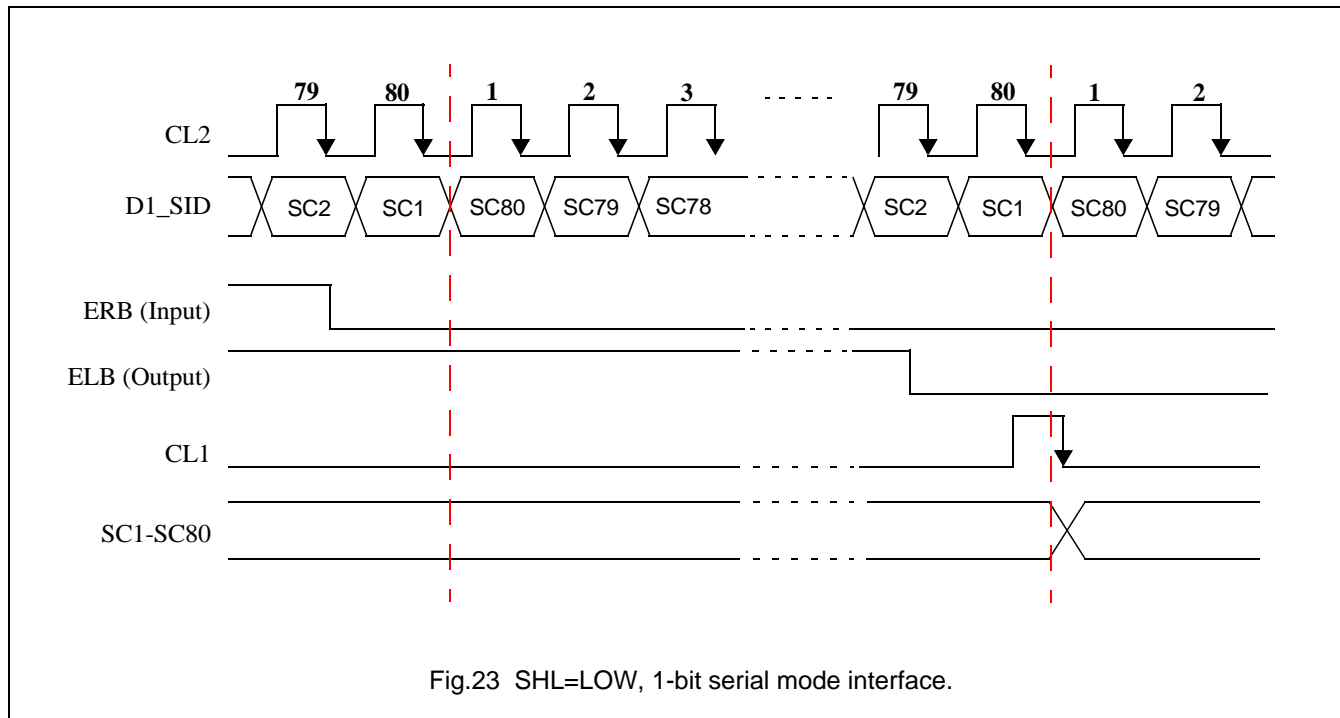 79 80 1 2 3 79 80 1 2
CL2
D1_SID SC2 SC1 SC80 SC79 SC78 SC2 SC1 SC80 SC79
ERB (Input)
ELB (Output)
CL1
SC1-SC80
Fig.23 SHL=LOW, 1-bit serial mode interface.